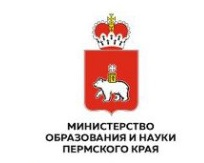 МИНИСТЕРСТВО
ОБРАЗОВАНИЯ И НАУКИ
ПЕРМСКОГО КРАЯ